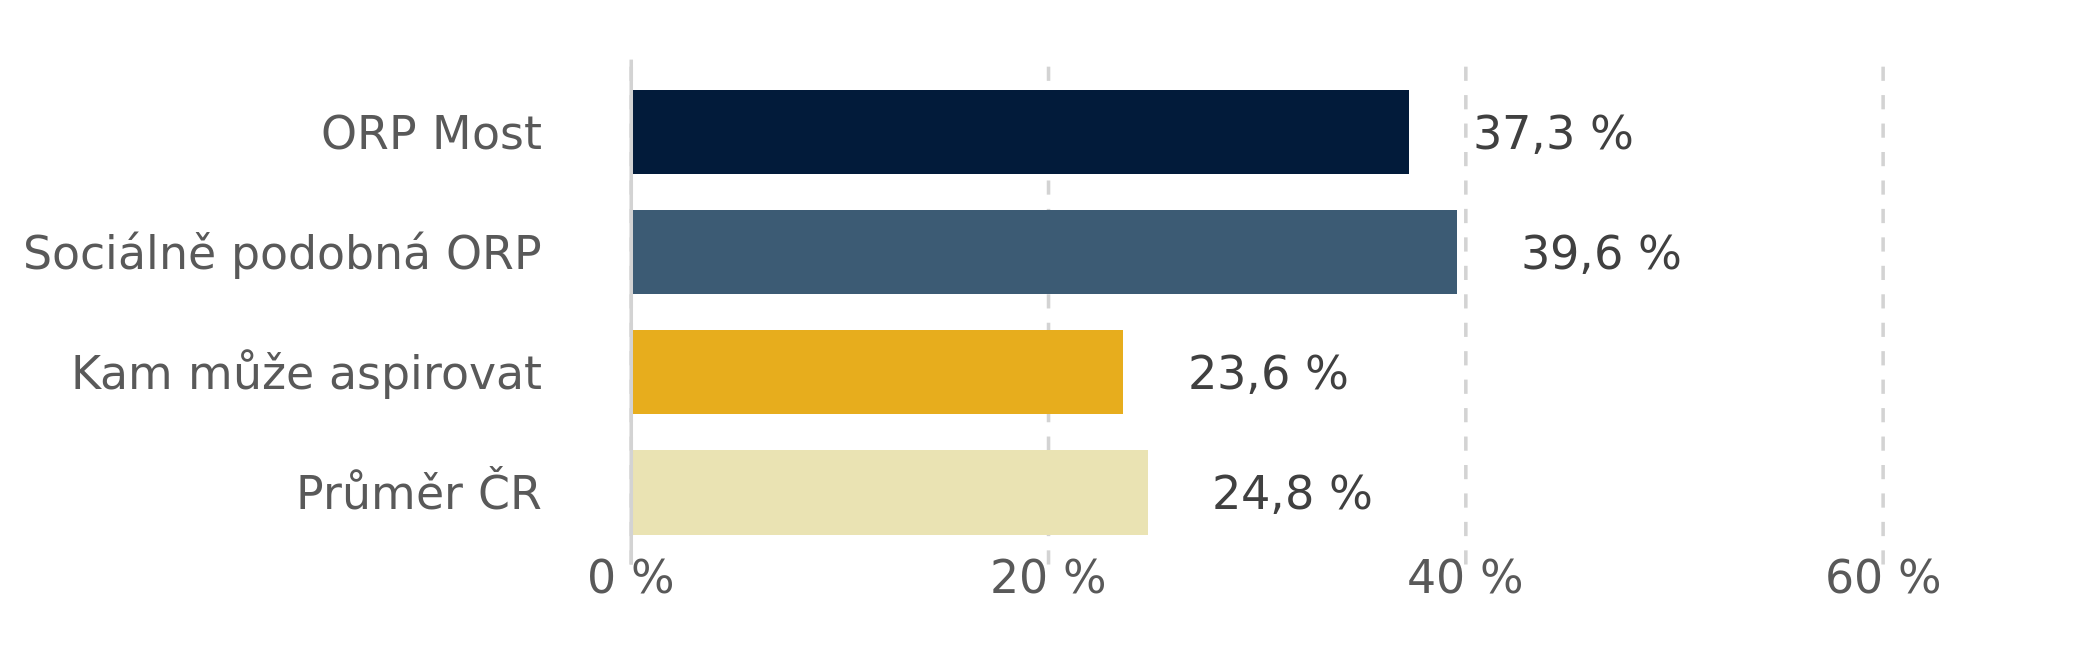 ORP Most 37,3 %
Sociálně podobná ORP 39,6 %
Kam může aspirovat 23,6 %
Průměr ČR 24,8 %
0 % 20 % 40 % 60 %